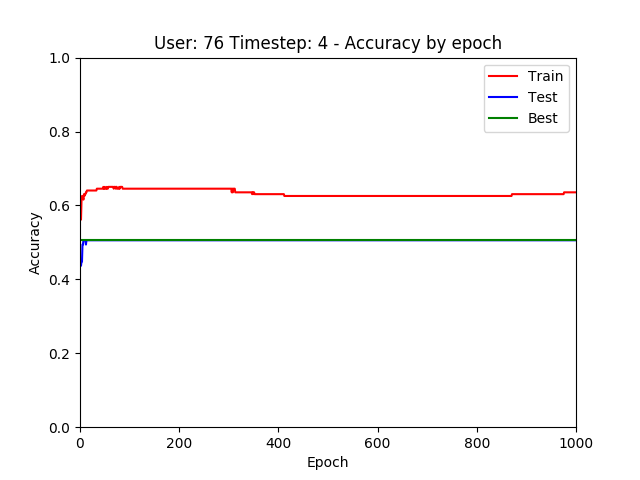 User: 76 Timestep: 4 - Accuracy by epoch
Accuracy
1.0
0.8
0.6
0.4
0.2
0.0
Train
Test
Best
0 200 400 600 800 1000
Epoch